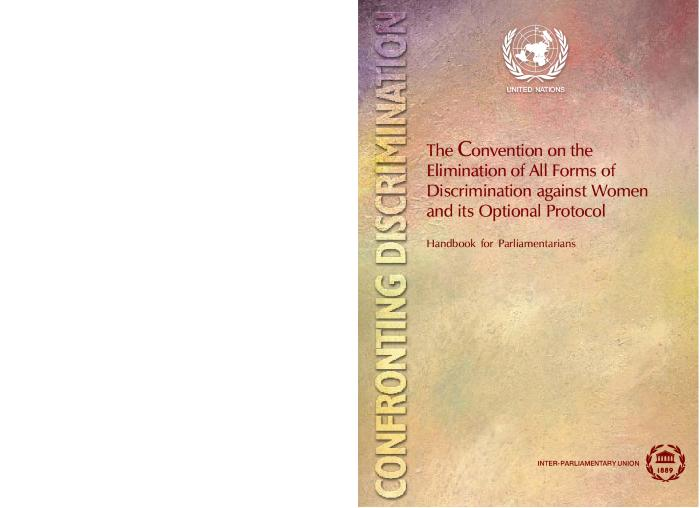 CONFRONTING DISCRIMINATION
UNITED NATIONS
The Convention on the
Elimination of All Forms of
Discrimination against Women
and its Optional Protocol
Handbook for Parliamentarians
INTER-PARLIAMENTARY UNION
1889